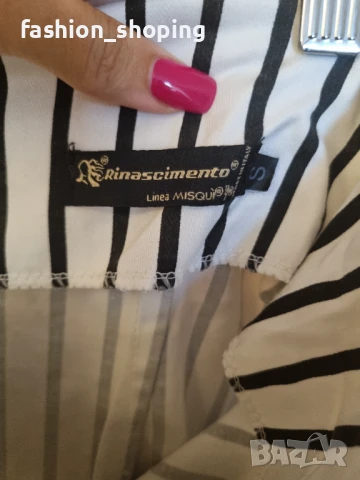 fashion_shoping
Rinascimento®
Linea MISQUI®
S
BAZAR